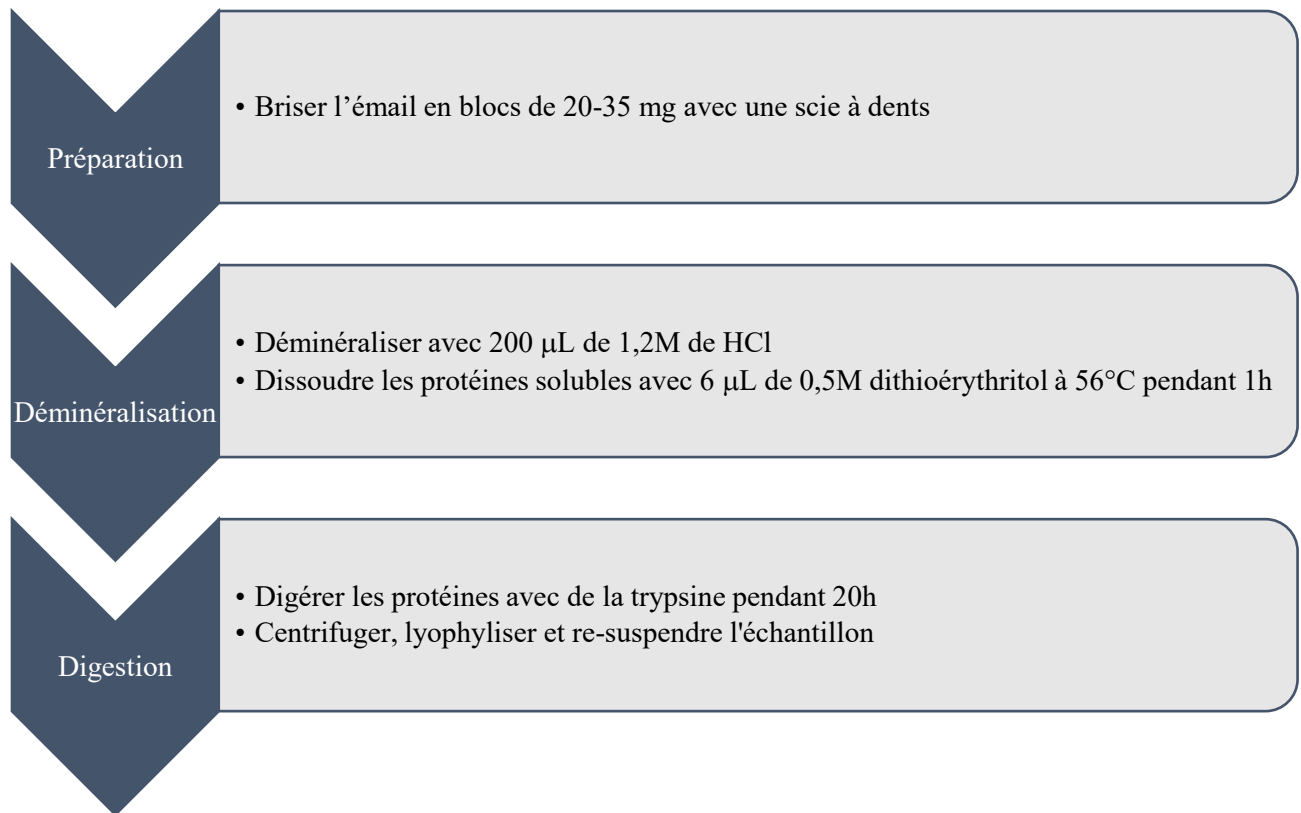 Préparation
• Briser l’émail en blocs de 20-35 mg avec une scie à dents
Déminéralisation
• Déminéraliser avec 200 μL de 1,2M de HCl
• Dissoudre les protéines solubles avec 6 μL de 0,5M dithioérythritol à 56°C pendant 1h
Digestion
• Digérer les protéines avec de la trypsine pendant 20h
• Centrifuger, lyophyliser et re-suspendre l'échantillon